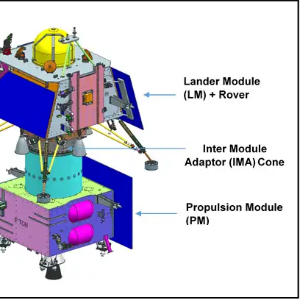 Lander Module
(LM) + Rover
Inter Module
Adaptor (IMA) Cone
Propulsion Module
(PM)